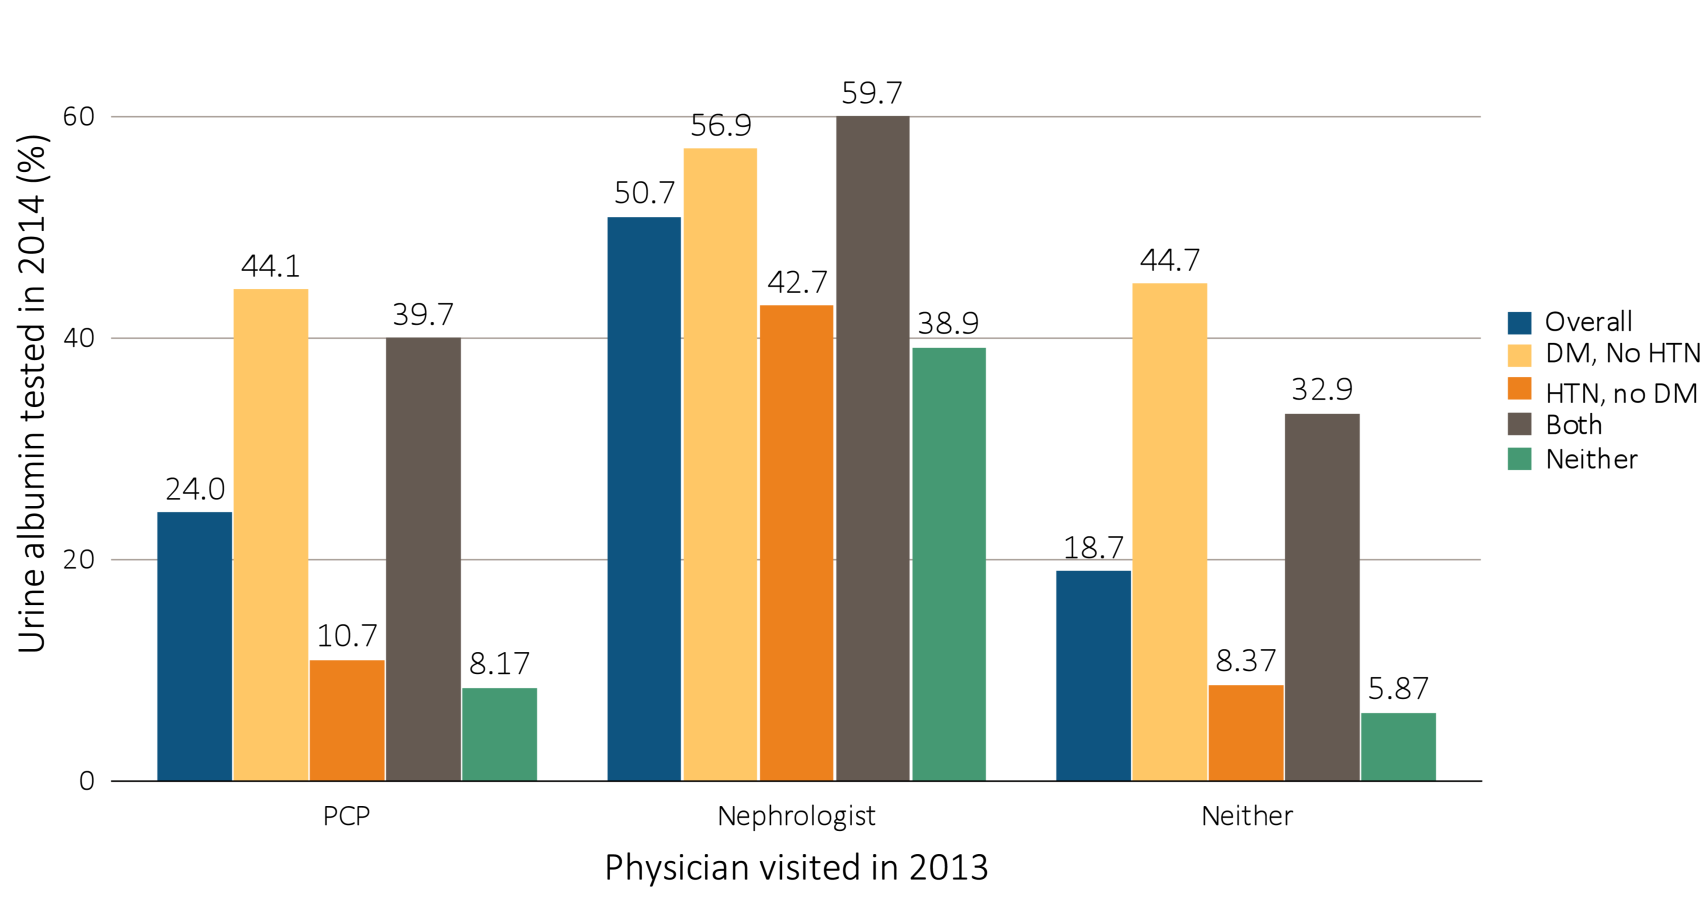 Urine albumin tested in 2014 (%)
60
40
20
0
24.0
44.1
10.7
39.7
8.17
50.7
56.9
42.7
59.7
38.9
18.7
44.7
8.37
32.9
5.87
PCP
Nephrologist
Neither
Physician visited in 2013
Overall
DM, No HTN
HTN, no DM
Both
Neither